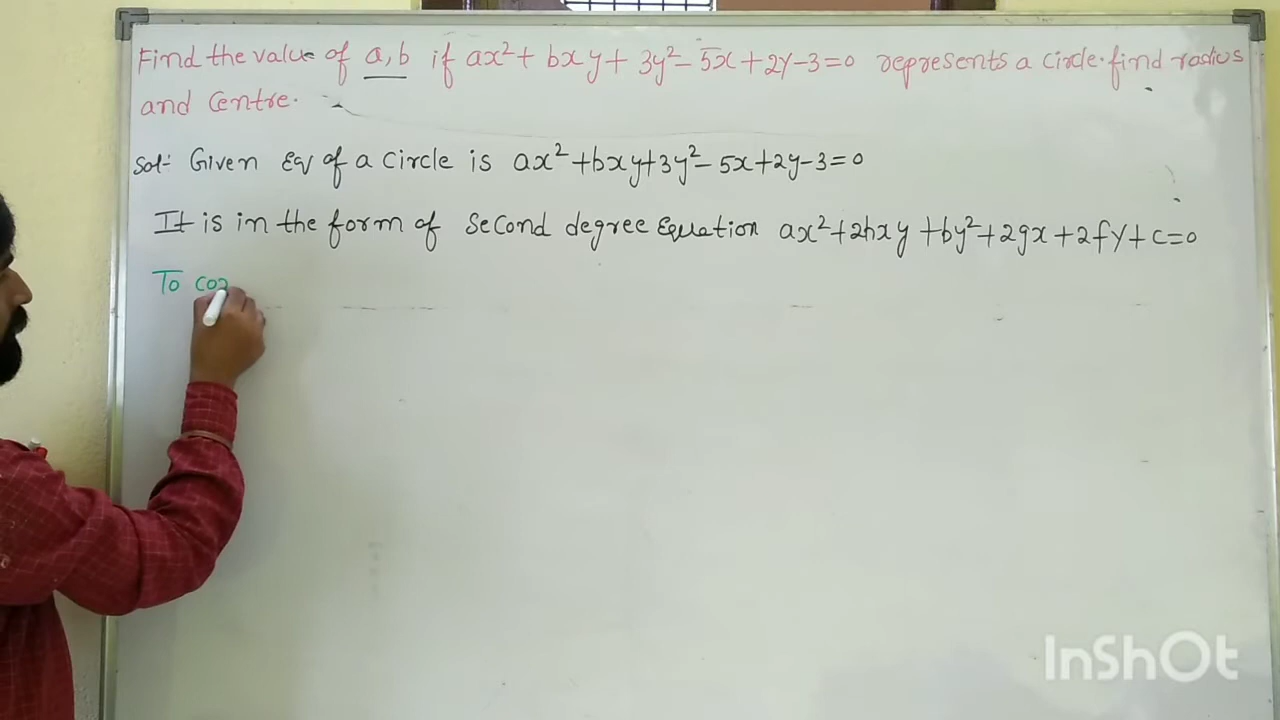 Find the value of a,b if ax²+ bxy+ 3y²- 5x+2y-3=0 represents a circle. find radius
and Centre.
Sol:- Given Eq of a Circle is ax²+bxy+3y²-5x+2y-3=0
It is in the form of Second degree Equation ax²+2hxy+by²+2gx+2fy+c=0
To co
InShOt